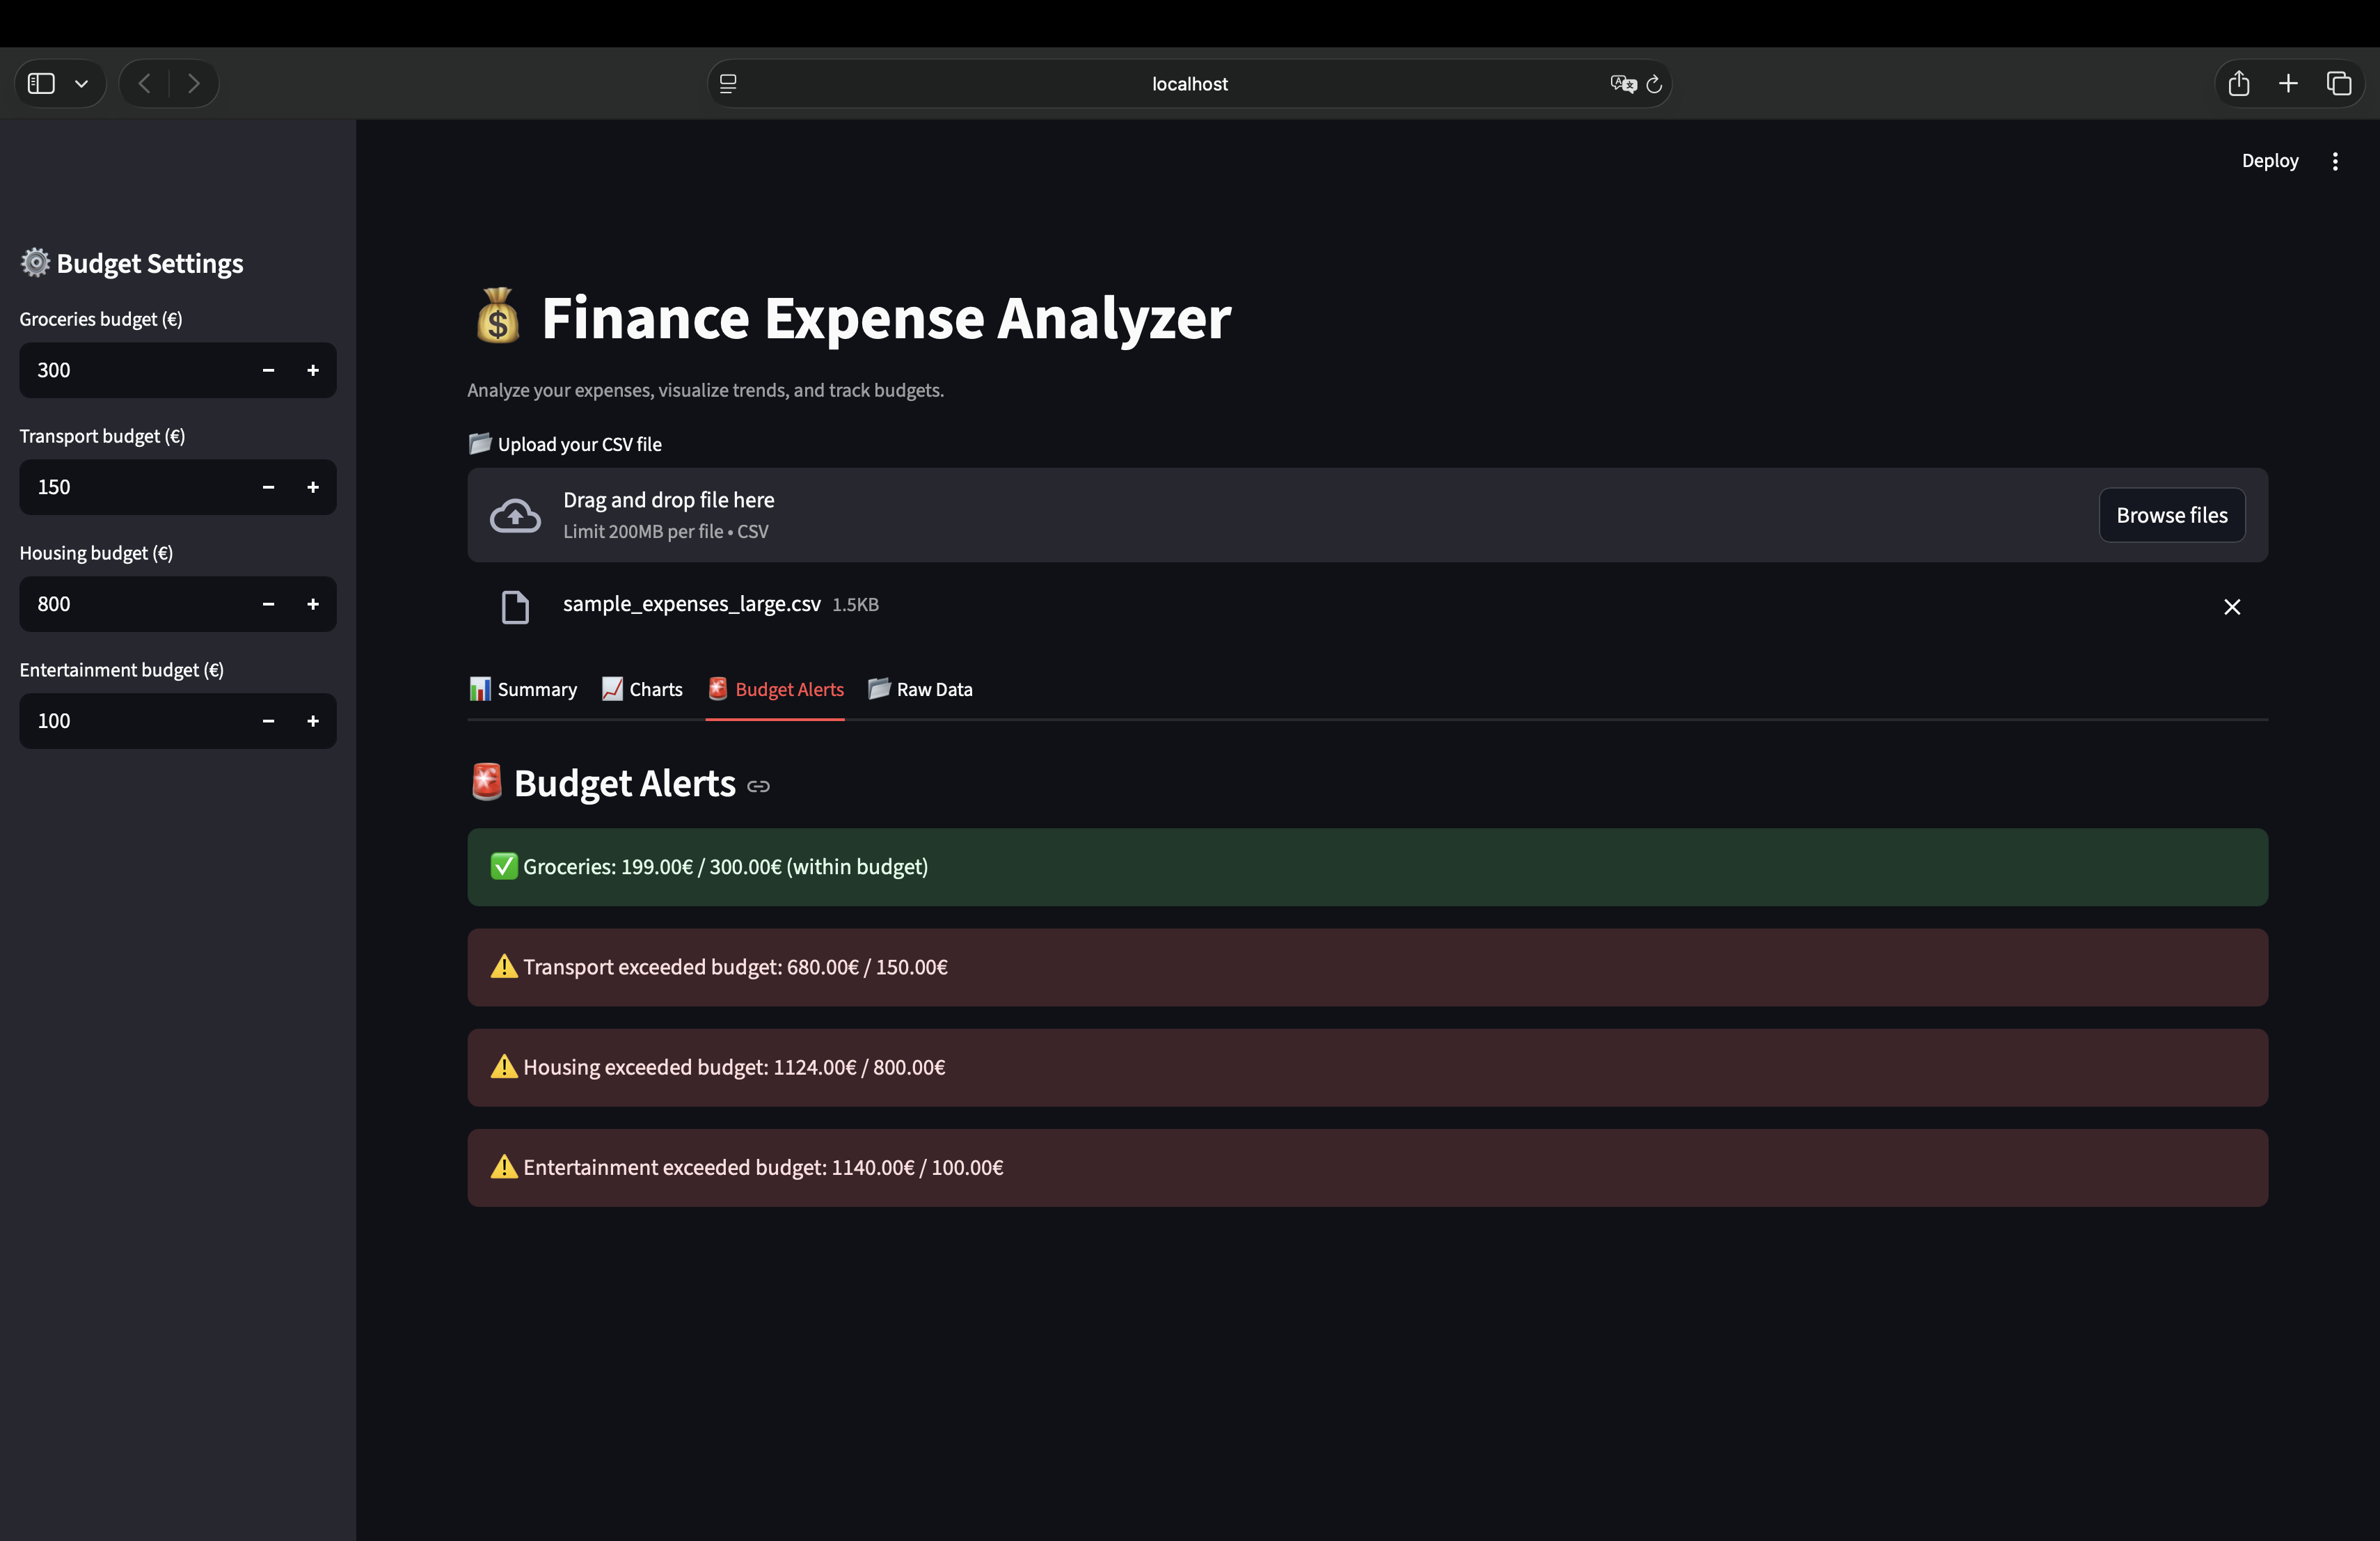 localhost
Deploy
⚙️ Budget Settings
Groceries budget (€)
300
Transport budget (€)
150
Housing budget (€)
800
Entertainment budget (€)
100
💰 Finance Expense Analyzer
Analyze your expenses, visualize trends, and track budgets.
📂 Upload your CSV file
Drag and drop file here
Limit 200MB per file • CSV
Browse files
sample_expenses_large.csv 1.5KB
📊 Summary 📈 Charts 🚨 Budget Alerts 📂 Raw Data
🚨 Budget Alerts
✅ Groceries: 199.00€ / 300.00€ (within budget)
⚠️ Transport exceeded budget: 680.00€ / 150.00€
⚠️ Housing exceeded budget: 1124.00€ / 800.00€
⚠️ Entertainment exceeded budget: 1140.00€ / 100.00€